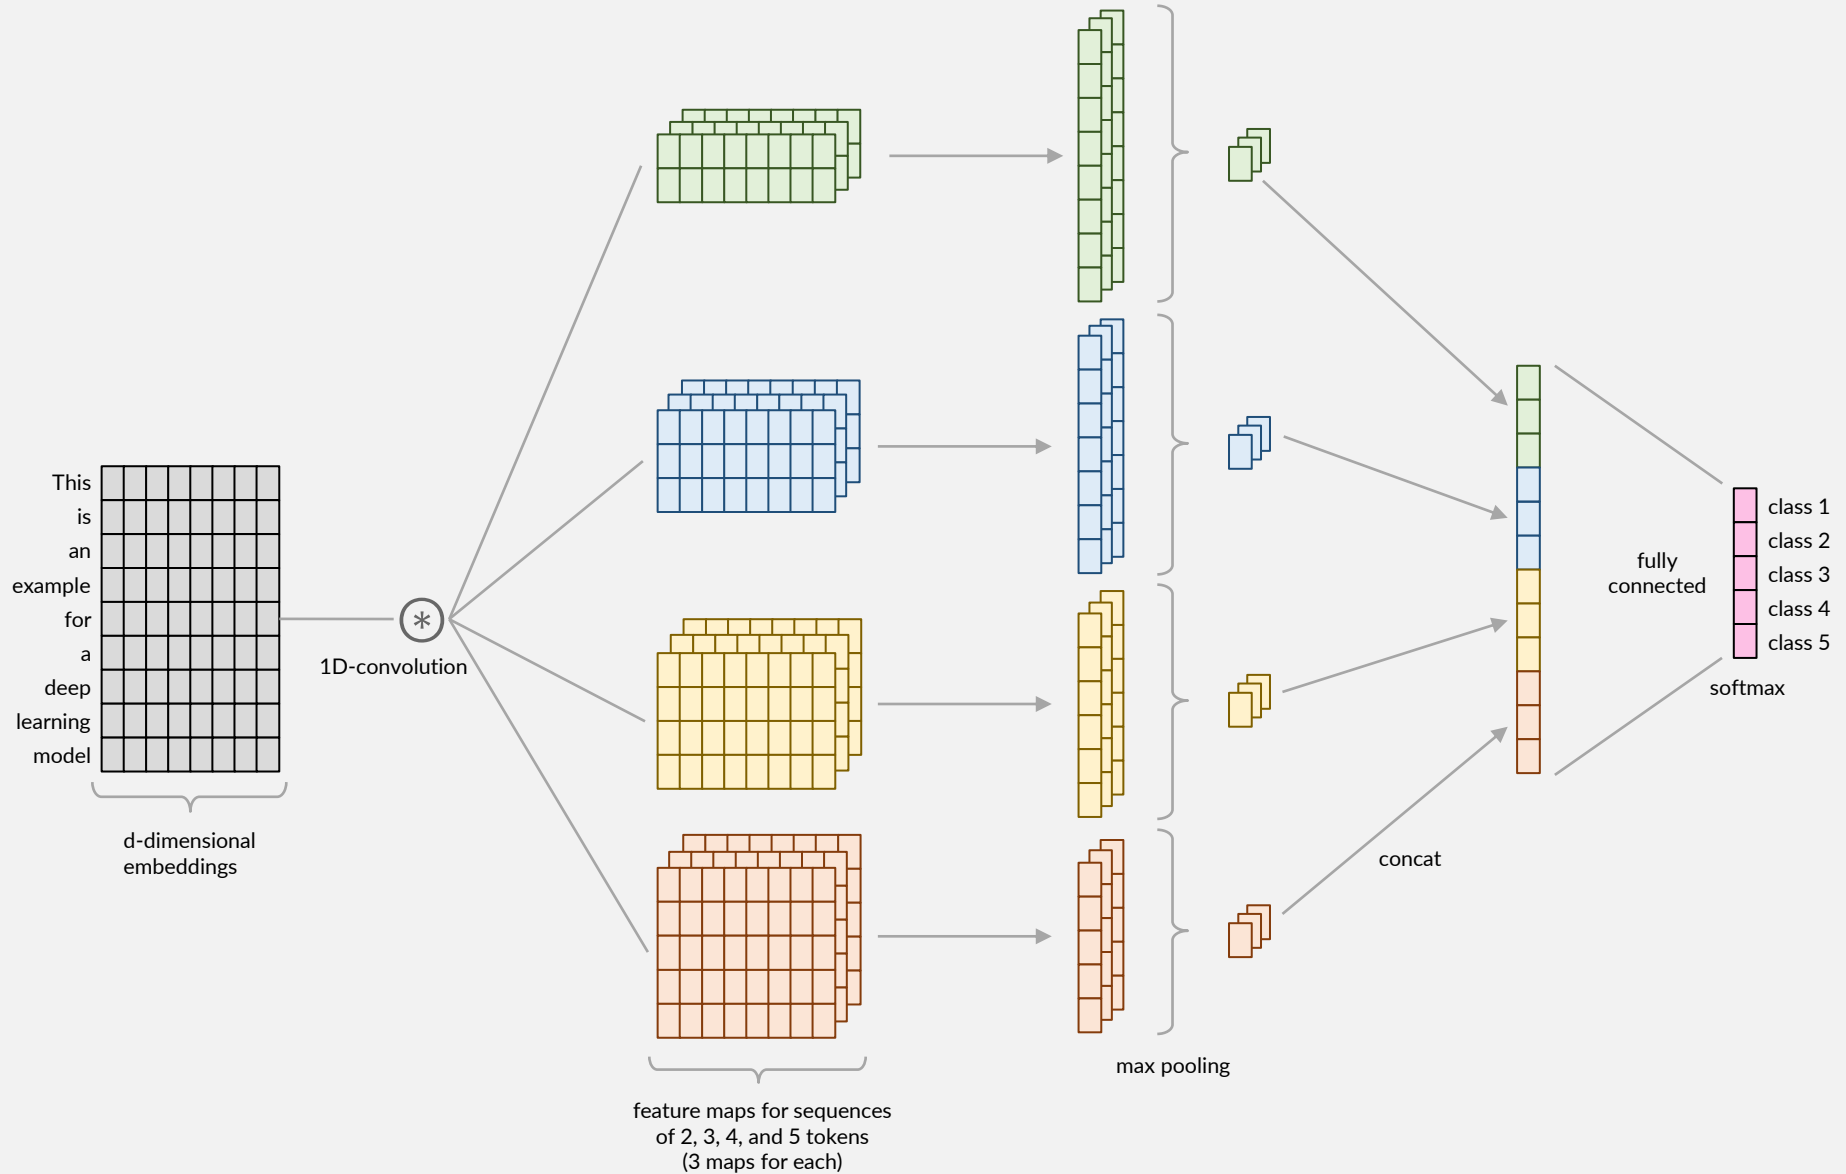 This
is
an
example
for
a
deep
learning
model
d-dimensional
embeddings
*
1D-convolution
feature maps for sequences
of 2, 3, 4, and 5 tokens
(3 maps for each)
max pooling
concat
fully
connected
class 1
class 2
class 3
class 4
class 5
softmax